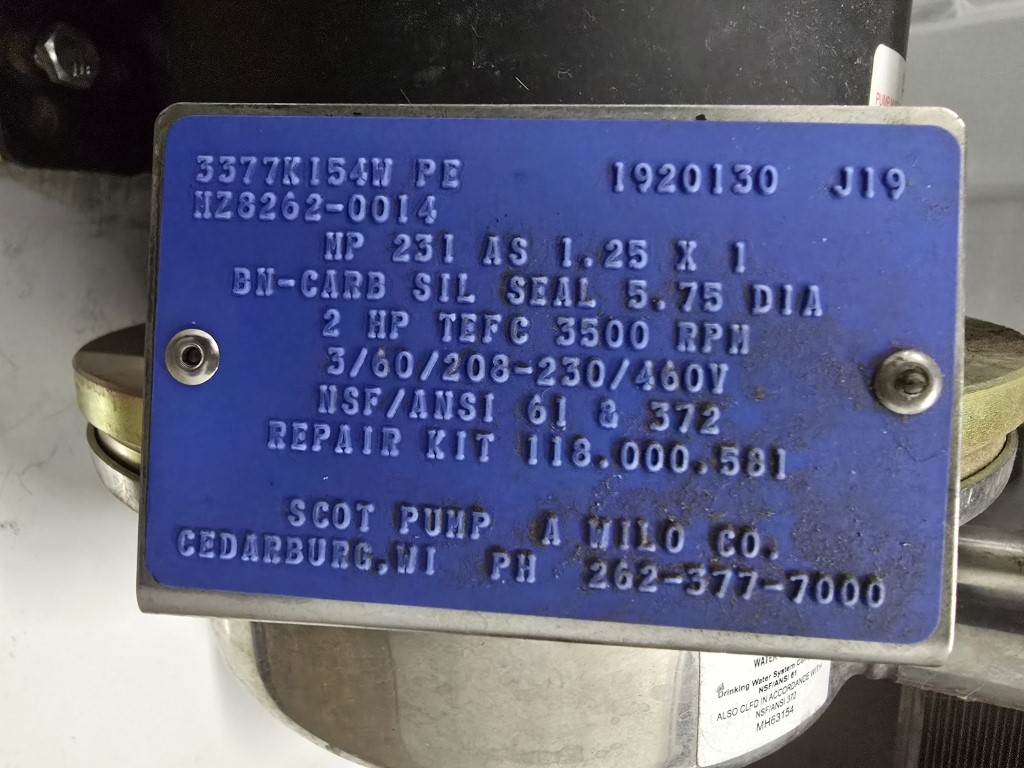 3377K154W PE 1920130 J19
NZ8262-0014
MP 231 AS 1.25 X 1
BN-CARB SIL SEAL 5.75 DIA
2 HP TEFC 3500 RPM
3/60/208-230/460V
NSF/ANSI 61 & 372
REPAIR KIT 118.000.581
SCOT PUMP A WILO CO.
CEDARBURG,WI PH 262-377-7000
WATER
Drinking Water System
NSF/ANSI 61
ALSO CLFD IN ACCORDANCE WITH
NSF/ANSI 372
MH63154